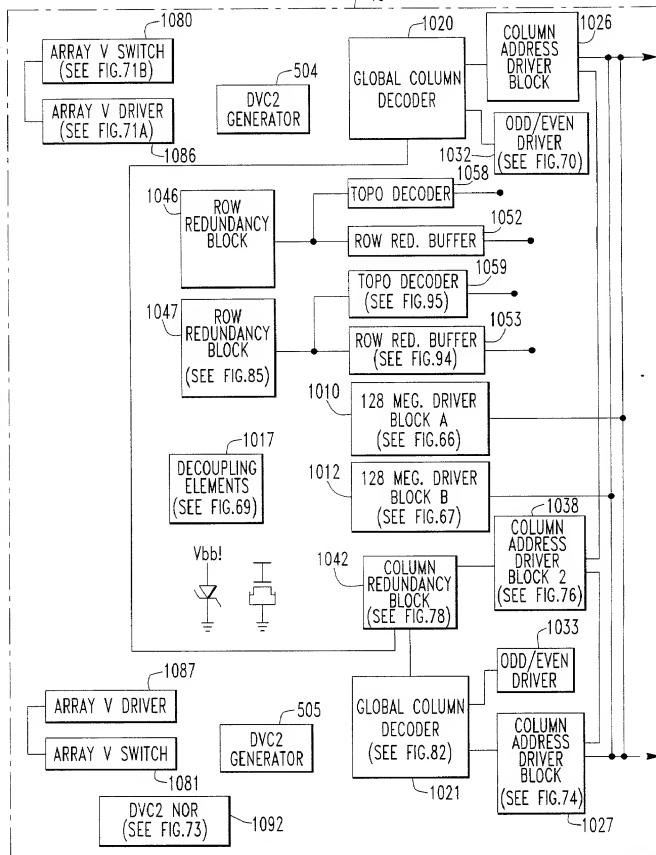 1080
ARRAY V SWITCH
(SEE FIG.71B)
ARRAY V DRIVER
(SEE FIG.71A)
1086
504
DVC2
GENERATOR
1020
GLOBAL COLUMN
DECODER
1026
COLUMN
ADDRESS
DRIVER
BLOCK
ODD/EVEN
DRIVER
(SEE FIG.70)
1032
1046
ROW
REDUNDANCY
BLOCK
1058
TOPO DECODER
1052
ROW RED. BUFFER
1047
ROW
REDUNDANCY
BLOCK
(SEE FIG.85)
1059
TOPO DECODER
(SEE FIG.95)
1053
ROW RED. BUFFER
(SEE FIG.94)
1010
128 MEG. DRIVER
BLOCK A
(SEE FIG.66)
1017
DECOUPLING
ELEMENTS
(SEE FIG.69)
1012
128 MEG. DRIVER
BLOCK B
(SEE FIG.67)
1038
COLUMN
ADDRESS
DRIVER
BLOCK 2
(SEE FIG.76)
Vbb!
1042
COLUMN
REDUNDANCY
BLOCK
(SEE FIG.78)
1033
ODD/EVEN
DRIVER
1087
ARRAY V DRIVER
ARRAY V SWITCH
1081
505
DVC2
GENERATOR
GLOBAL COLUMN
DECODER
(SEE FIG.82)
1021
COLUMN
ADDRESS
DRIVER
BLOCK
(SEE FIG.74)
1027
DVC2 NOR
(SEE FIG.73)
1092